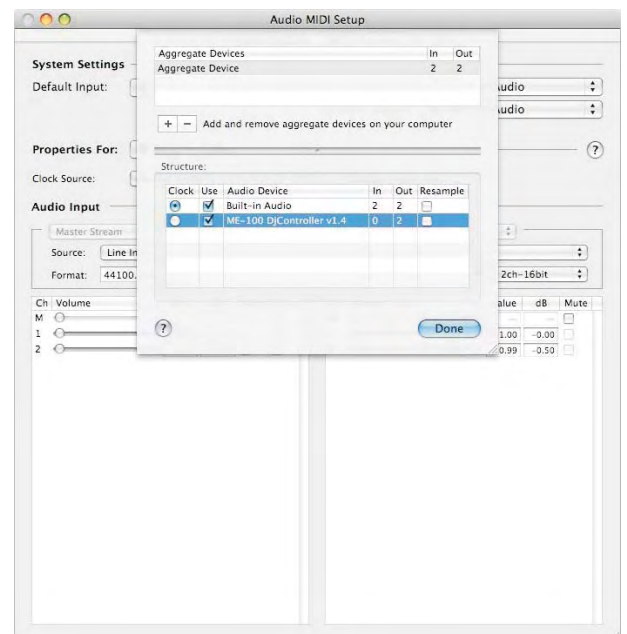 Audio MIDI Setup
Aggregate Devices In Out
Aggregate Device 2 2
+ − Add and remove aggregate devices on your computer
Structure:
Clock Use Audio Device In Out Resample
Built-in Audio 2 2
ME-100 DjController v1.4 0 2
? Done
System Settings
Default Input: udio
udio
Properties For: ?
Clock Source:
Audio Input
Master Stream
Source: Line In
Format: 44100. 2ch-16bit
Ch Volume alue dB Mute
M
1 1.00 -0.00
2 0.99 -0.50